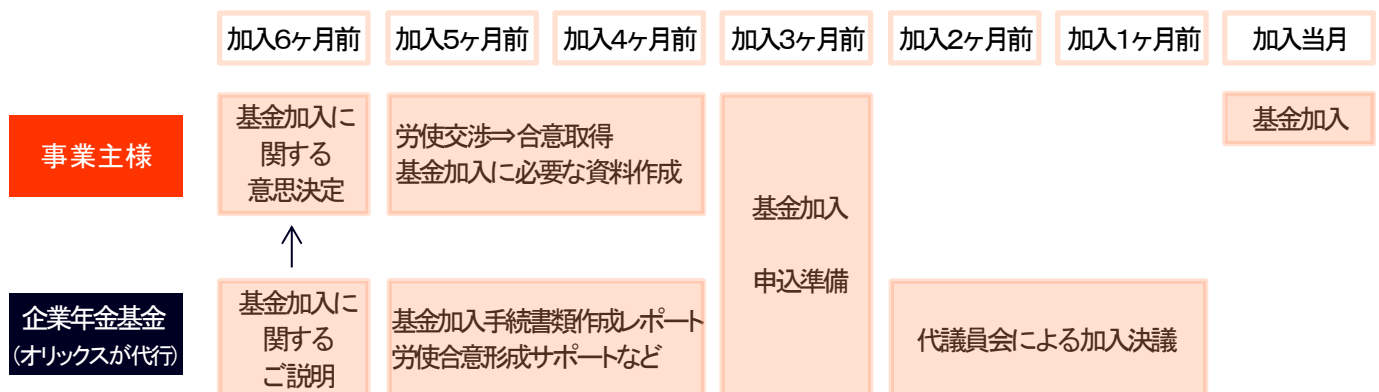 加入6ヶ月前
加入5ヶ月前
加入4ヶ月前
加入3ヶ月前
加入2ヶ月前
加入1ヶ月前
加入当月
事業主様
基金加入に
関する
意思決定
労使交渉⇒合意取得
基金加入に必要な資料作成
基金加入
申込準備
基金加入
企業年金基金
(オリックスが代行)
基金加入に
関する
ご説明
基金加入手続書類作成レポート
労使合意形成サポートなど
代議員会による加入決議